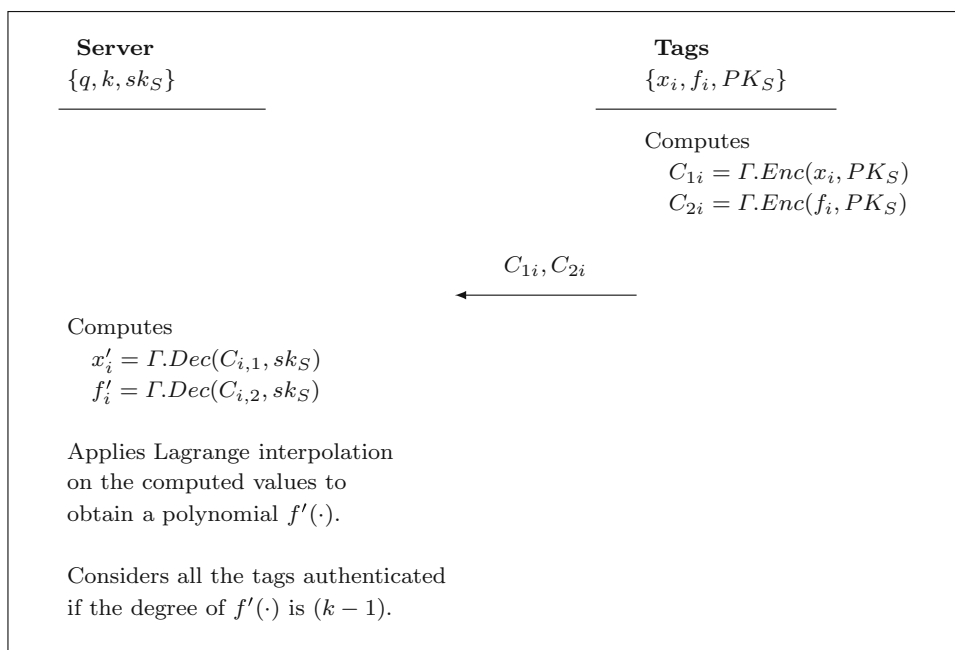 Server
{q, k, sk_S}
Tags
{x_i, f_i, PK_S}
Computes
C_{1i} = Γ.Enc(x_i, PK_S)
C_{2i} = Γ.Enc(f_i, PK_S)
C_{1i}, C_{2i}
Computes
x′_i = Γ.Dec(C_{i,1}, sk_S)
f′_i = Γ.Dec(C_{i,2}, sk_S)
Applies Lagrange interpolation
on the computed values to
obtain a polynomial f′(·).
Considers all the tags authenticated
if the degree of f′(·) is (k − 1).